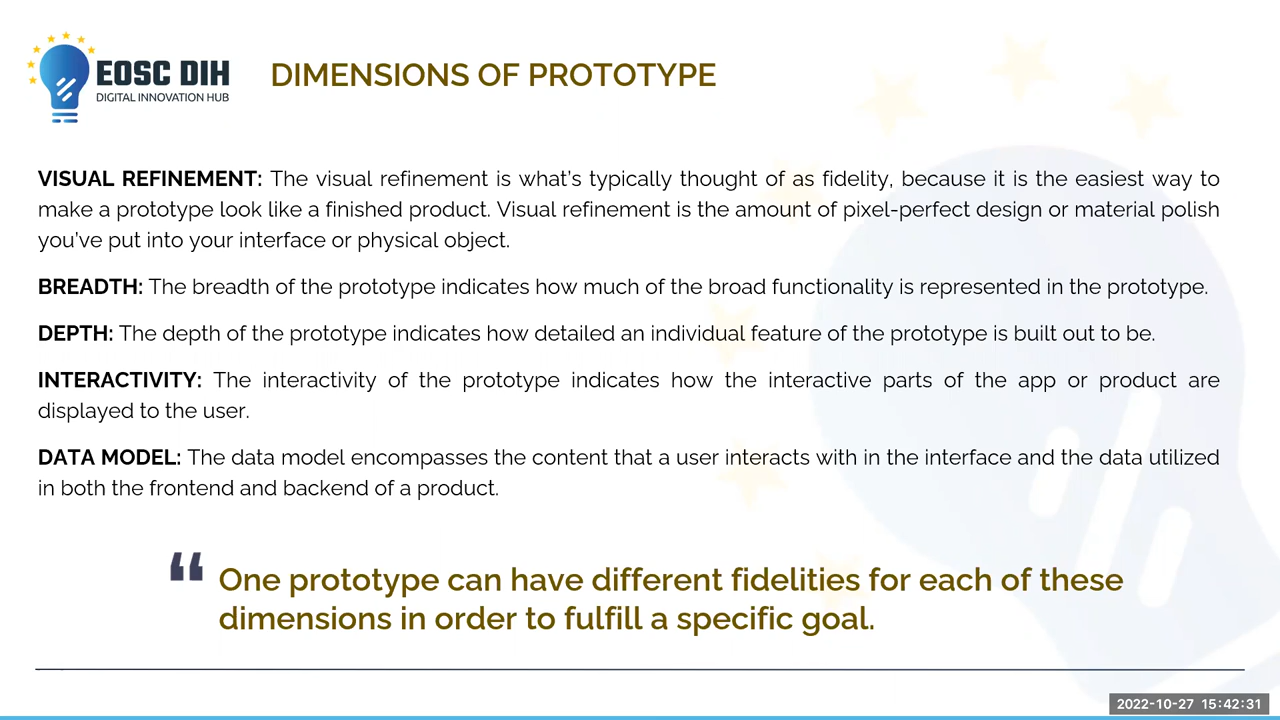 EOSC DIH
DIGITAL INNOVATION HUB
DIMENSIONS OF PROTOTYPE
VISUAL REFINEMENT: The visual refinement is what’s typically thought of as fidelity, because it is the easiest way to
make a prototype look like a finished product. Visual refinement is the amount of pixel-perfect design or material polish
you’ve put into your interface or physical object.
BREADTH: The breadth of the prototype indicates how much of the broad functionality is represented in the prototype.
DEPTH: The depth of the prototype indicates how detailed an individual feature of the prototype is built out to be.
INTERACTIVITY: The interactivity of the prototype indicates how the interactive parts of the app or product are
displayed to the user.
DATA MODEL: The data model encompasses the content that a user interacts with in the interface and the data utilized
in both the frontend and backend of a product.
“ One prototype can have different fidelities for each of these
dimensions in order to fulfill a specific goal.
2022-10-27 15:42:31